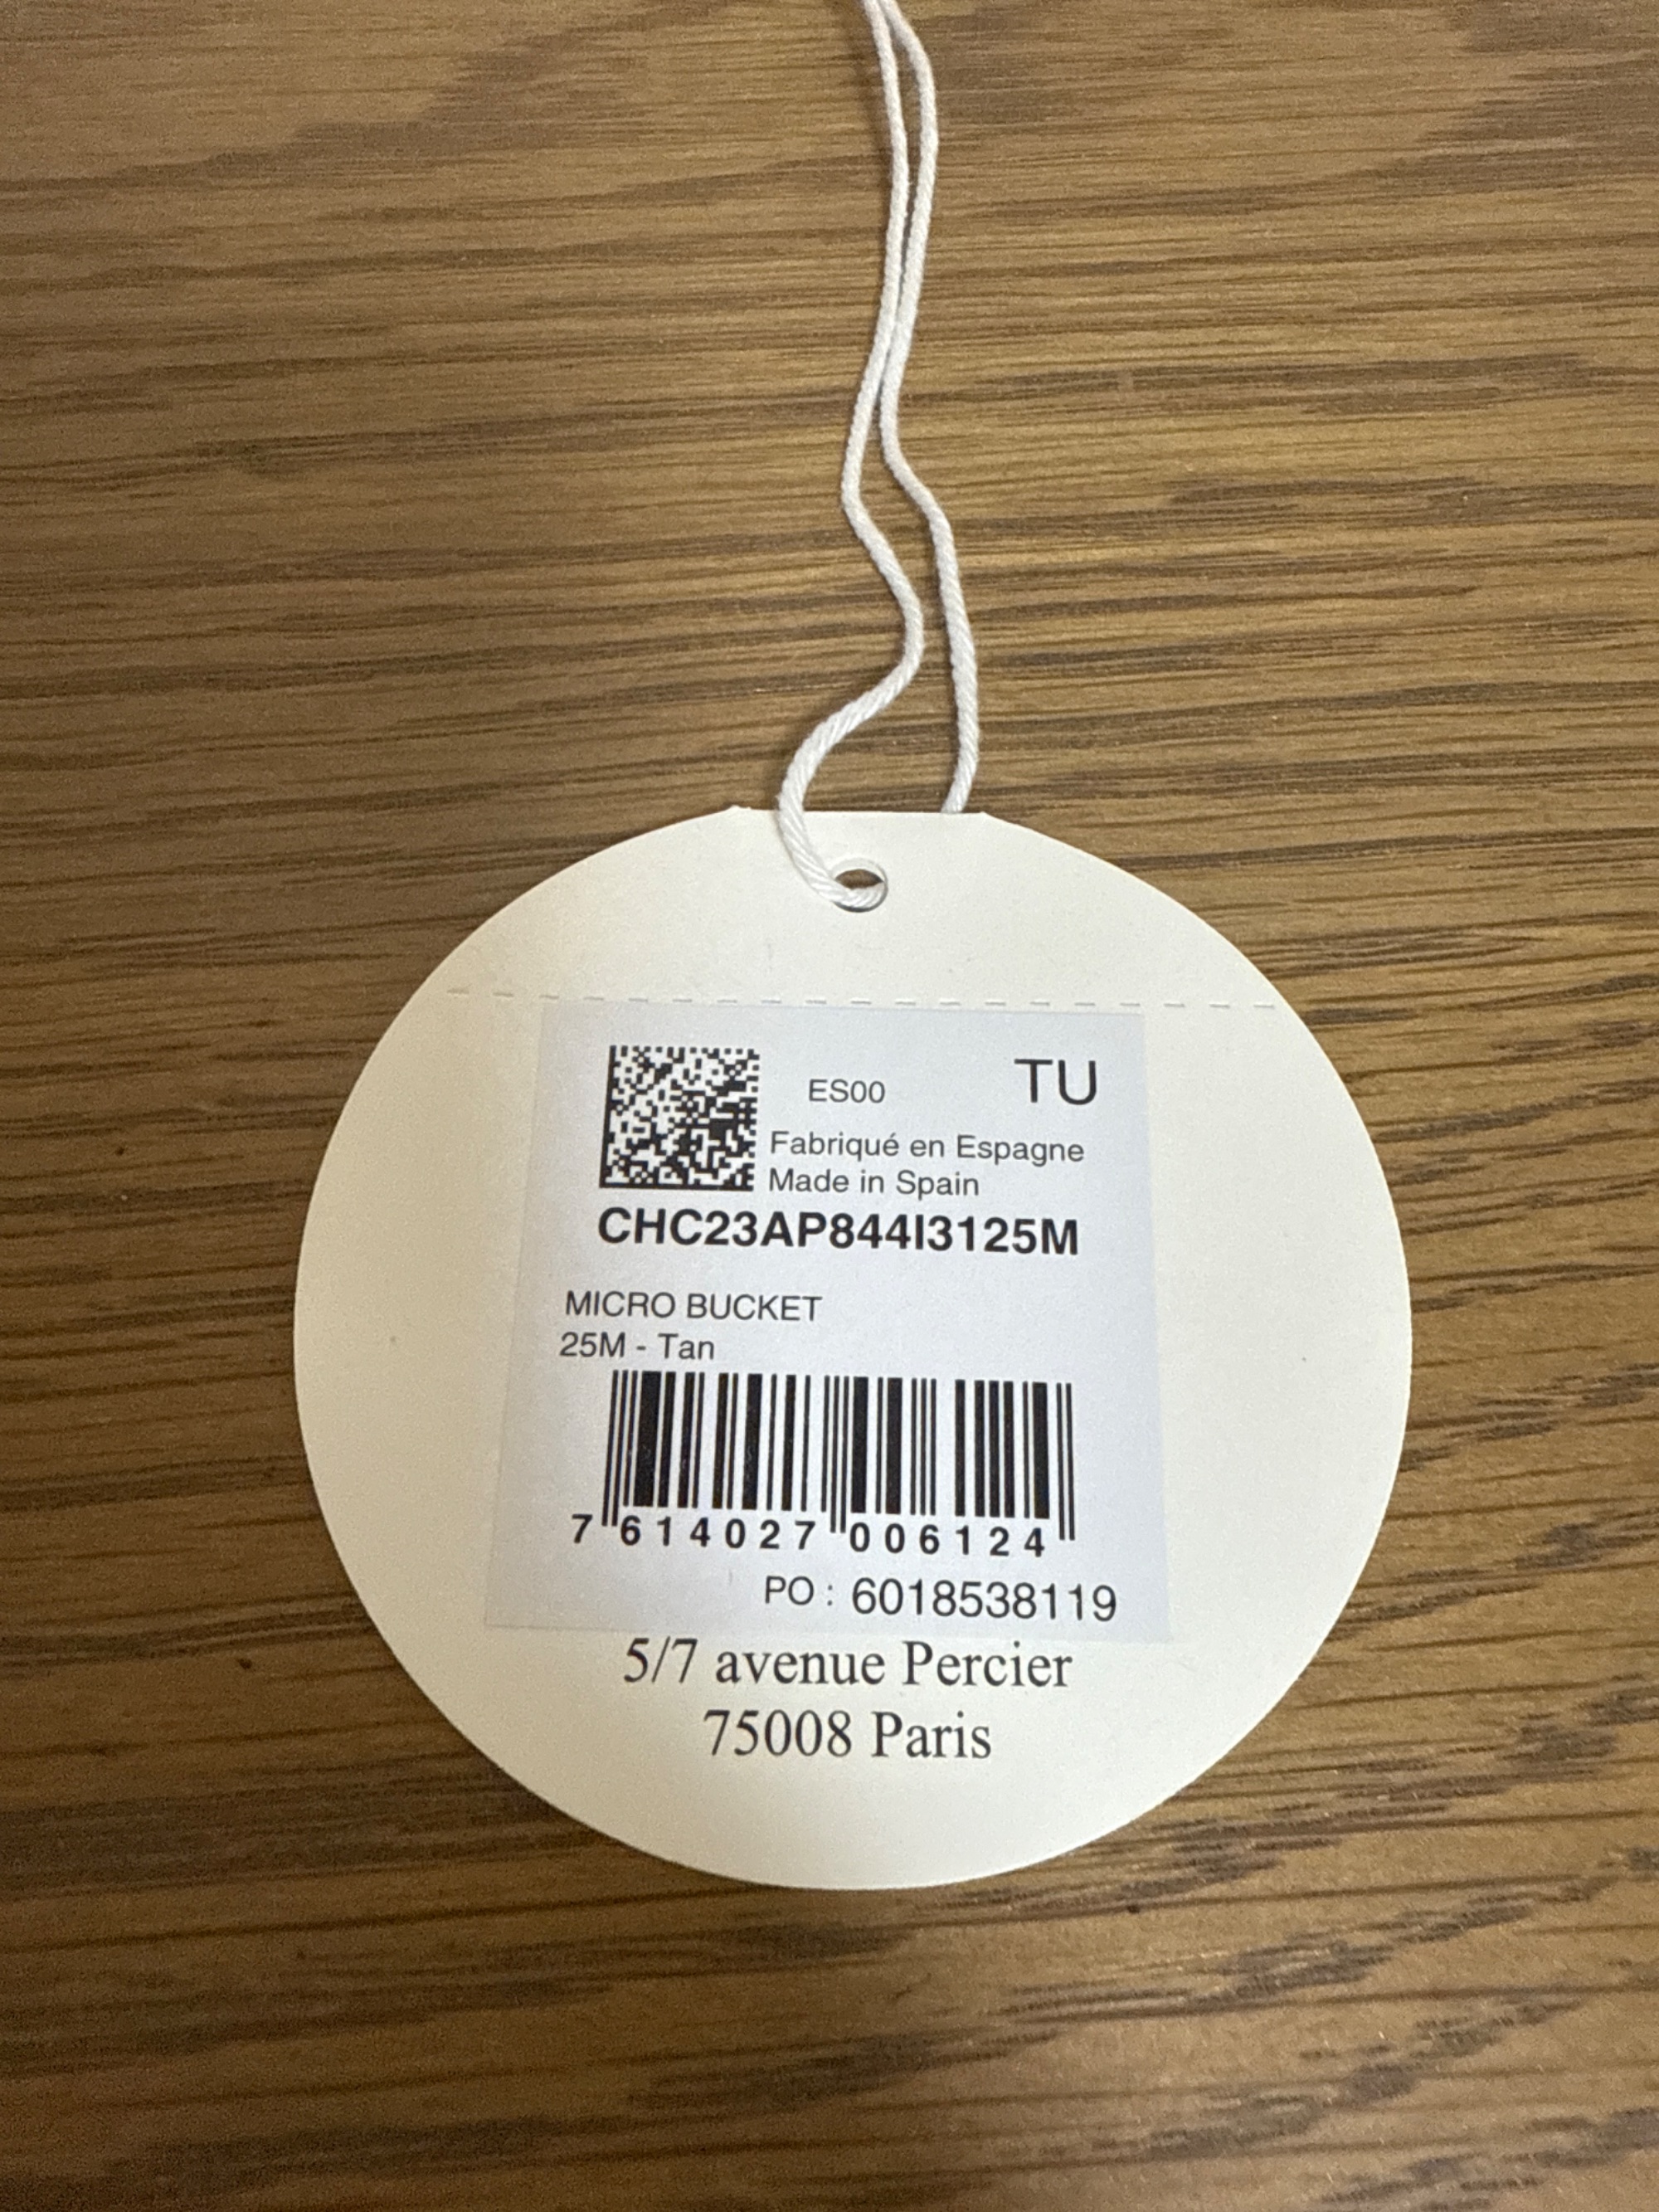 ES00
TU
Fabriqué en Espagne
Made in Spain
CHC23AP844I3125M
MICRO BUCKET
25M - Tan
7 614027 006124
PO : 6018538119
5/7 avenue Percier
75008 Paris